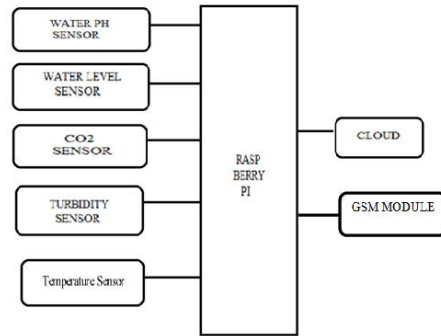 WATER PH
SENSOR
WATER LEVEL
SENSOR
CO2
SENSOR
TURBIDITY
SENSOR
Temperature Sensor
RASP
BERRY
PI
CLOUD
GSM MODULE